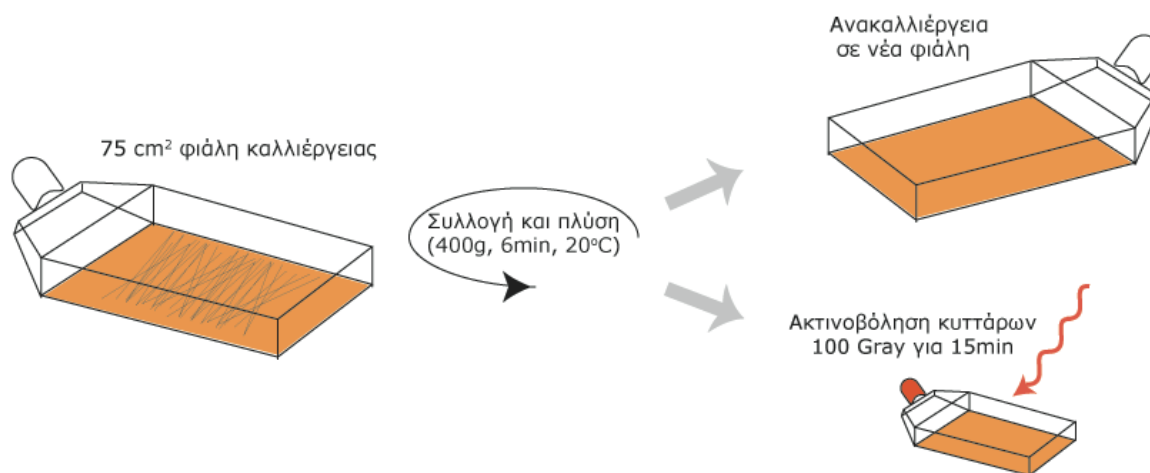 75 cm² φιάλη καλλιέργειας
Συλλογή και πλύση
(400g, 6min, 20°C)
Ανακαλλιέργεια
σε νέα φιάλη
Ακτινοβόληση κυττάρων
100 Gray για 15min